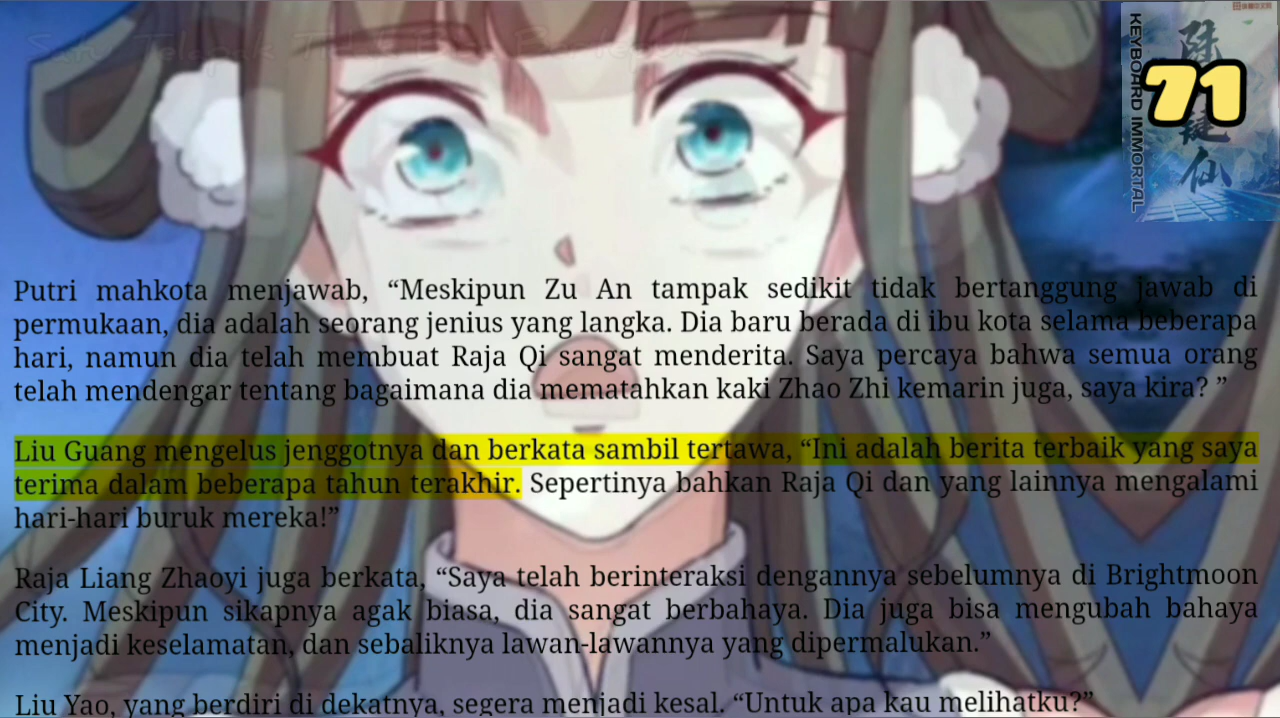 KEYBOARD IMMORTAL
71
Putri mahkota menjawab, “Meskipun Zu An tampak sedikit tidak bertanggung jawab di
permukaan, dia adalah seorang jenius yang langka. Dia baru berada di ibu kota selama beberapa
hari, namun dia telah membuat Raja Qi sangat menderita. Saya percaya bahwa semua orang
telah mendengar tentang bagaimana dia mematahkan kaki Zhao Zhi kemarin juga, saya kira? ”
Liu Guang mengelus jenggotnya dan berkata sambil tertawa, “Ini adalah berita terbaik yang saya
terima dalam beberapa tahun terakhir. Sepertinya bahkan Raja Qi dan yang lainnya mengalami
hari-hari buruk mereka!”
Raja Liang Zhaoyi juga berkata, “Saya telah berinteraksi dengannya sebelumnya di Brightmoon
City. Meskipun sikapnya agak biasa, dia sangat berbahaya. Dia juga bisa mengubah bahaya
menjadi keselamatan, dan sebaliknya lawan-lawannya yang dipermalukan.”
Liu Yao, yang berdiri di dekatnya, segera menjadi kesal. “Untuk apa kau melihatku?”